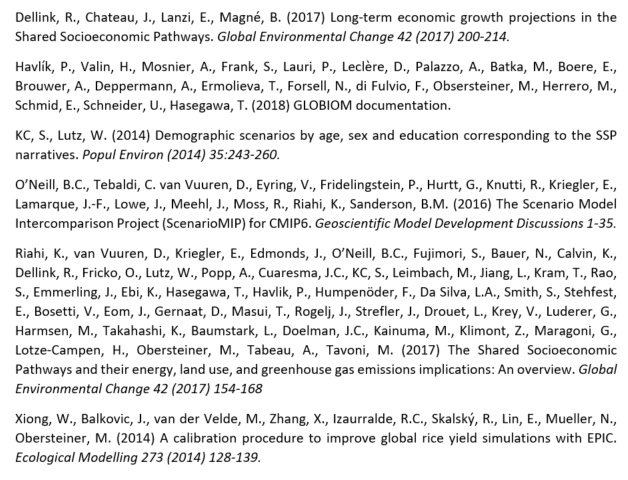 Dellink, R., Chateau, J., Lanzi, E., Magné, B. (2017) Long-term economic growth projections in the
Shared Socioeconomic Pathways. Global Environmental Change 42 (2017) 200-214.
Havlík, P., Valin, H., Mosnier, A., Frank, S., Lauri, P., Leclère, D., Palazzo, A., Batka, M., Boere, E.,
Brouwer, A., Deppermann, A., Ermolieva, T., Forsell, N., di Fulvio, F., Obsersteiner, M., Herrero, M.,
Schmid, E., Schneider, U., Hasegawa, T. (2018) GLOBIOM documentation.
KC, S., Lutz, W. (2014) Demographic scenarios by age, sex and education corresponding to the SSP
narratives. Popul Environ (2014) 35:243-260.
O’Neill, B.C., Tebaldi, C. van Vuuren, D., Eyring, V., Fridelingstein, P., Hurtt, G., Knutti, R., Kriegler, E.,
Lamarque, J.-F., Lowe, J., Meehl, J., Moss, R., Riahi, K., Sanderson, B.M. (2016) The Scenario Model
Intercomparison Project (ScenarioMIP) for CMIP6. Geoscientific Model Development Discussions 1-35.
Riahi, K., van Vuuren, D., Kriegler, E., Edmonds, J., O’Neill, B.C., Fujimori, S., Bauer, N., Calvin, K.,
Dellink, R., Fricko, O., Lutz, W., Popp, A., Cuaresma, J.C., KC, S., Leimbach, M., Jiang, L., Kram, T., Rao,
S., Emmerling, J., Ebi, K., Hasegawa, T., Havlik, P., Humpenöder, F., Da Silva, L.A., Smith, S., Stehfest,
E., Bosetti, V., Eom, J., Gernaat, D., Masui, T., Rogelj, J., Strefler, J., Drouet, L., Krey, V., Luderer, G.,
Harmsen, M., Takahashi, K., Baumstark, L., Doelman, J.C., Kainuma, M., Klimont, Z., Maragoni, G.,
Lotze-Campen, H., Obersteiner, M., Tabeau, A., Tavoni, M. (2017) The Shared Socioeconomic
Pathways and their energy, land use, and greenhouse gas emissions implications: An overview. Global
Environmental Change 42 (2017) 154-168
Xiong, W., Balkovic, J., van der Velde, M., Zhang, X., Izaurralde, R.C., Skalský, R., Lin, E., Mueller, N.,
Obersteiner, M. (2014) A calibration procedure to improve global rice yield simulations with EPIC.
Ecological Modelling 273 (2014) 128-139.